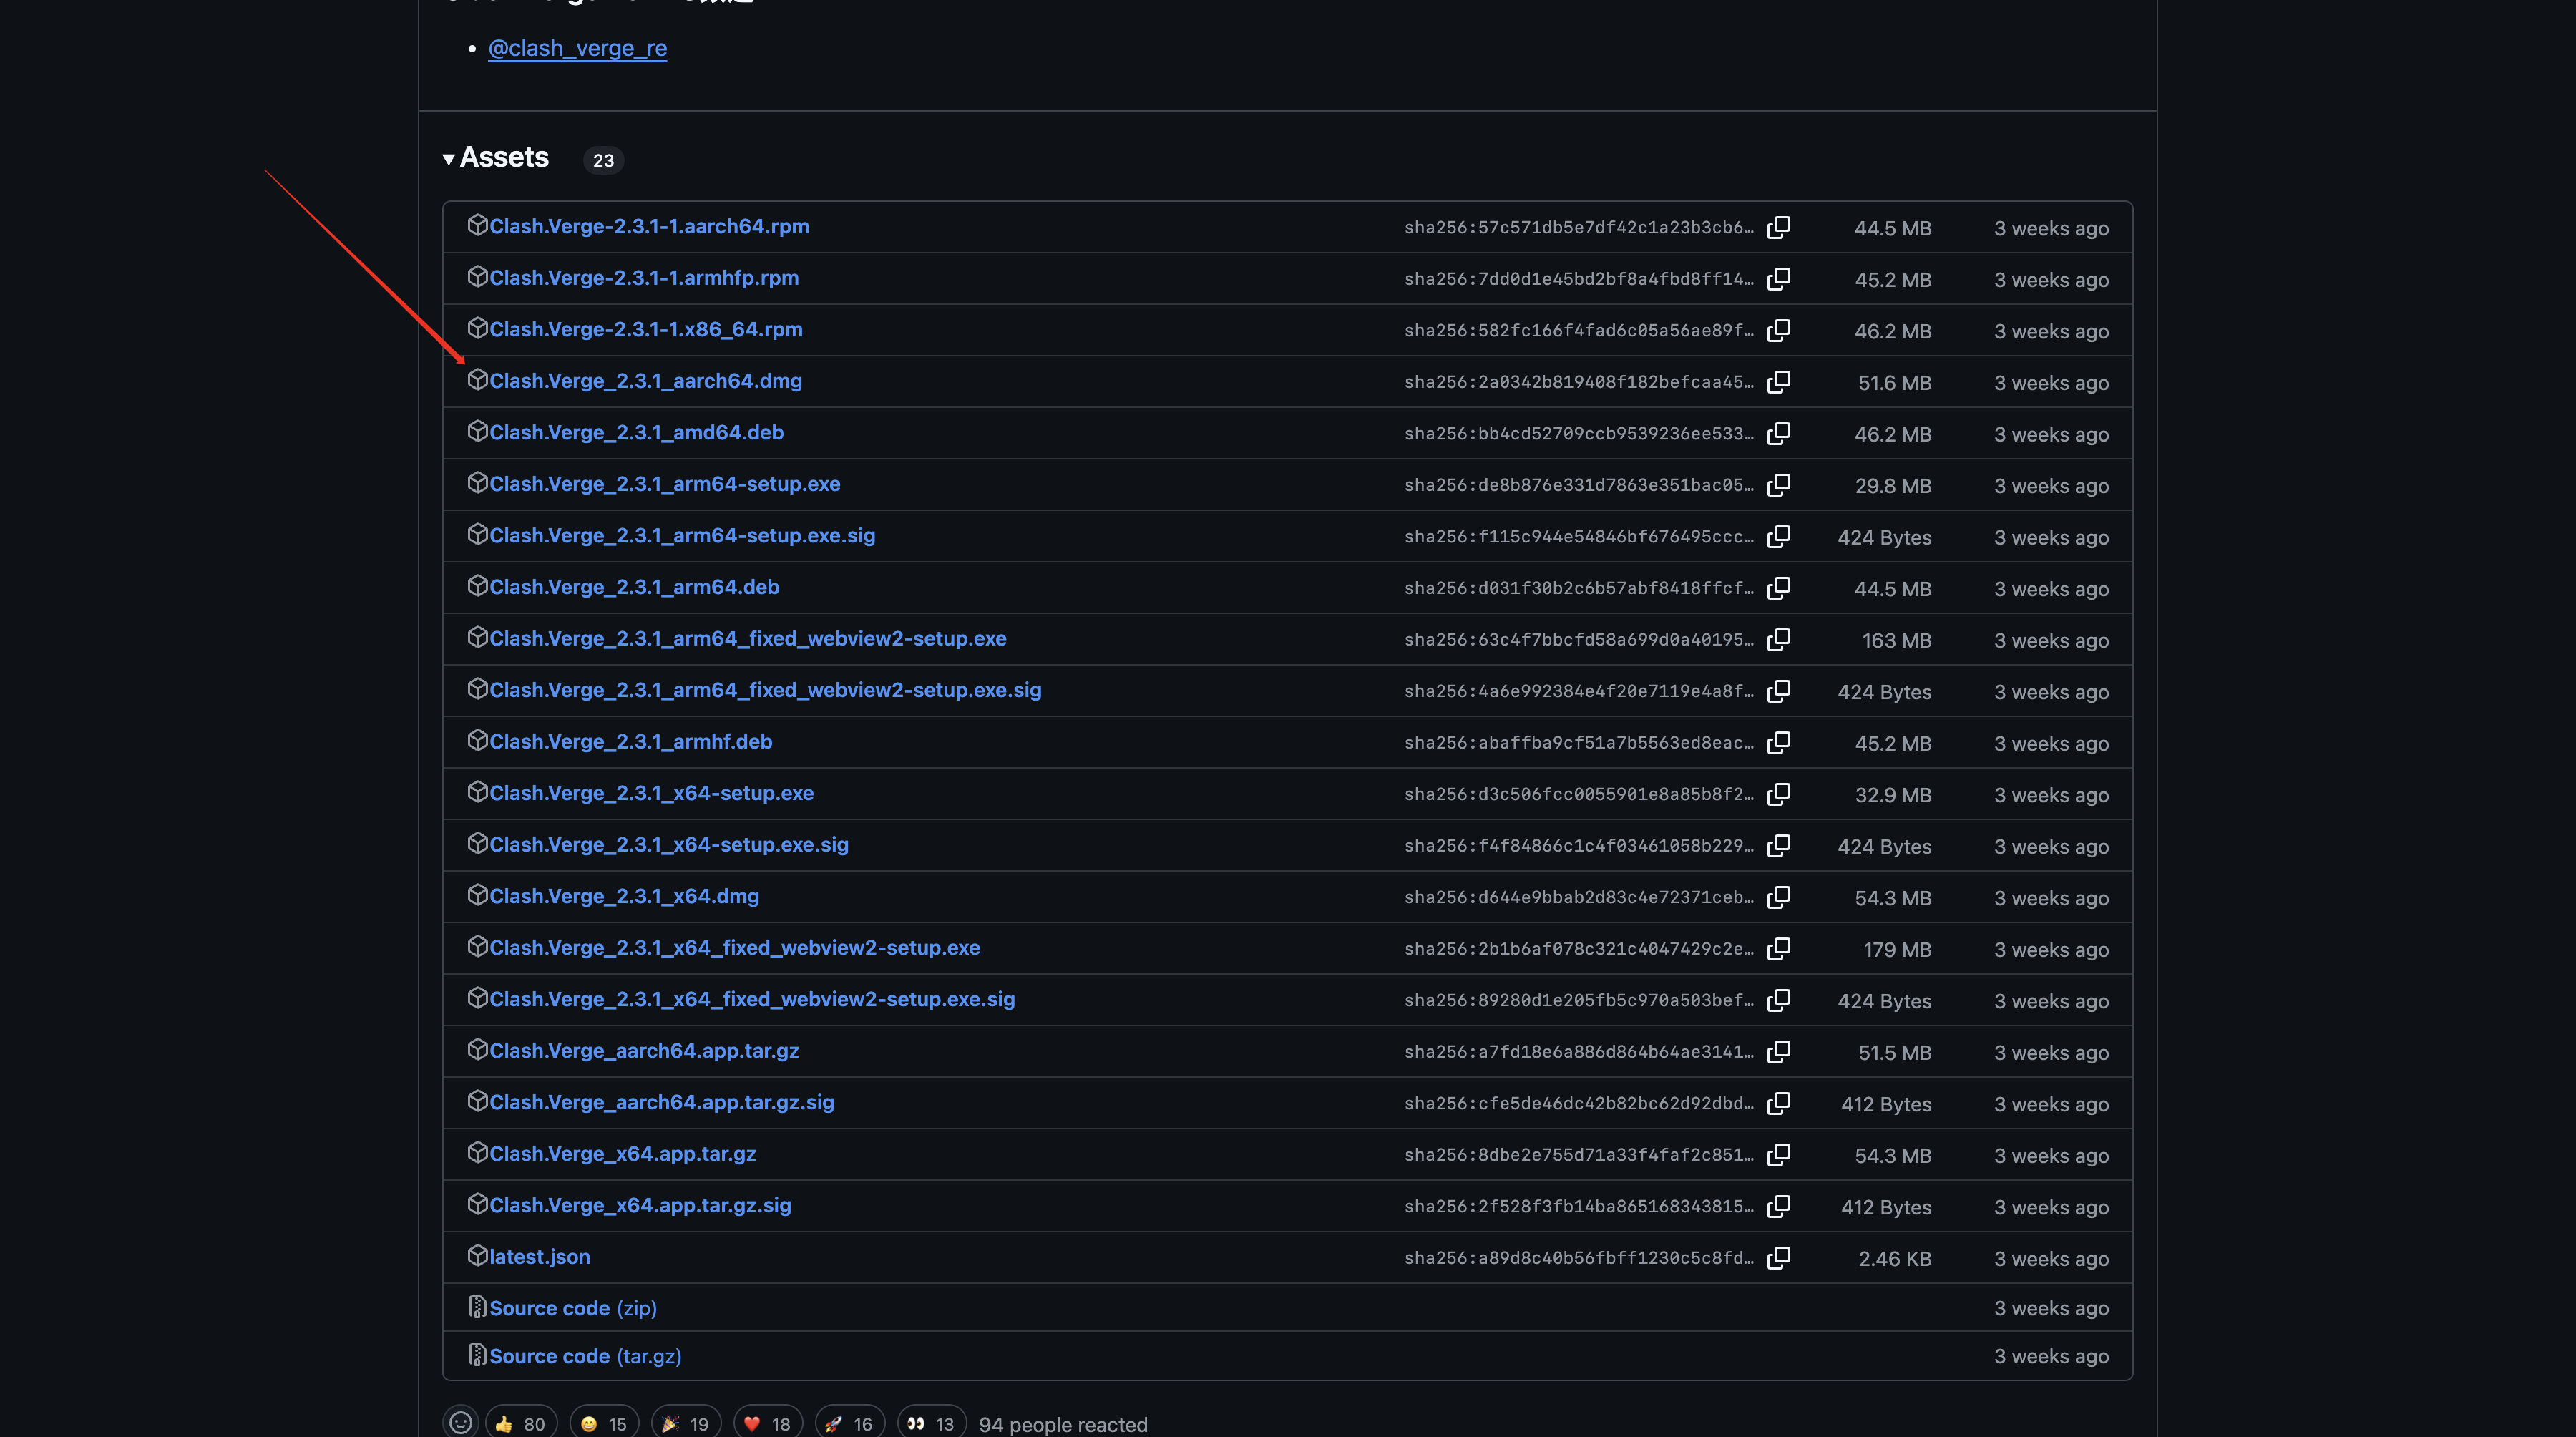 @clash_verge_re
Assets 23
Clash.Verge-2.3.1-1.aarch64.rpm sha256:57c571db5e7df42c1a23b3cb6… 44.5 MB 3 weeks ago
Clash.Verge-2.3.1-1.armhfp.rpm sha256:7dd0d1e45bd2bf8a4fbd8ff14… 45.2 MB 3 weeks ago
Clash.Verge-2.3.1-1.x86_64.rpm sha256:582fc166f4fad6c05a56ae89f… 46.2 MB 3 weeks ago
Clash.Verge_2.3.1_aarch64.dmg sha256:2a0342b819408f182befcaa45… 51.6 MB 3 weeks ago
Clash.Verge_2.3.1_amd64.deb sha256:bb4cd52709ccb9539236ee533… 46.2 MB 3 weeks ago
Clash.Verge_2.3.1_arm64-setup.exe sha256:de8b876e331d7863e351bac05… 29.8 MB 3 weeks ago
Clash.Verge_2.3.1_arm64-setup.exe.sig sha256:f115c944e54846bf676495ccc… 424 Bytes 3 weeks ago
Clash.Verge_2.3.1_arm64.deb sha256:d031f30b2c6b57abf8418ffcf… 44.5 MB 3 weeks ago
Clash.Verge_2.3.1_arm64_fixed_webview2-setup.exe sha256:63c4f7bbcfd58a699d0a40195… 163 MB 3 weeks ago
Clash.Verge_2.3.1_arm64_fixed_webview2-setup.exe.sig sha256:4a6e992384e4f20e7119e4a8f… 424 Bytes 3 weeks ago
Clash.Verge_2.3.1_armhf.deb sha256:abaffba9cf51a7b5563ed8eac… 45.2 MB 3 weeks ago
Clash.Verge_2.3.1_x64-setup.exe sha256:d3c506fcc0055901e8a85b8f2… 32.9 MB 3 weeks ago
Clash.Verge_2.3.1_x64-setup.exe.sig sha256:f4f84866c1c4f03461058b229… 424 Bytes 3 weeks ago
Clash.Verge_2.3.1_x64.dmg sha256:d644e9bbab2d83c4e72371ceb… 54.3 MB 3 weeks ago
Clash.Verge_2.3.1_x64_fixed_webview2-setup.exe sha256:2b1b6af078c321c4047429c2e… 179 MB 3 weeks ago
Clash.Verge_2.3.1_x64_fixed_webview2-setup.exe.sig sha256:89280d1e205fb5c970a503bef… 424 Bytes 3 weeks ago
Clash.Verge_aarch64.app.tar.gz sha256:a7fd18e6a886d864b64ae3141… 51.5 MB 3 weeks ago
Clash.Verge_aarch64.app.tar.gz.sig sha256:cfe5de46dc42b82bc62d92dbd… 412 Bytes 3 weeks ago
Clash.Verge_x64.app.tar.gz sha256:8dbe2e755d71a33f4faf2c851… 54.3 MB 3 weeks ago
Clash.Verge_x64.app.tar.gz.sig sha256:2f528f3fb14ba865168343815… 412 Bytes 3 weeks ago
latest.json sha256:a89d8c40b56fbff1230c5c8fd… 2.46 KB 3 weeks ago
Source code (zip) 3 weeks ago
Source code (tar.gz) 3 weeks ago
80 15 19 18 16 13 94 people reacted